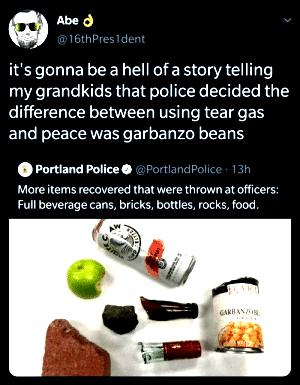 Abe 👌
@16thPres1dent
it's gonna be a hell of a story telling
my grandkids that police decided the
difference between using tear gas
and peace was garbanzo beans
Portland Police @PortlandPolice · 13h
More items recovered that were thrown at officers:
Full beverage cans, bricks, bottles, rocks, food.
CLAW
GARBANZO